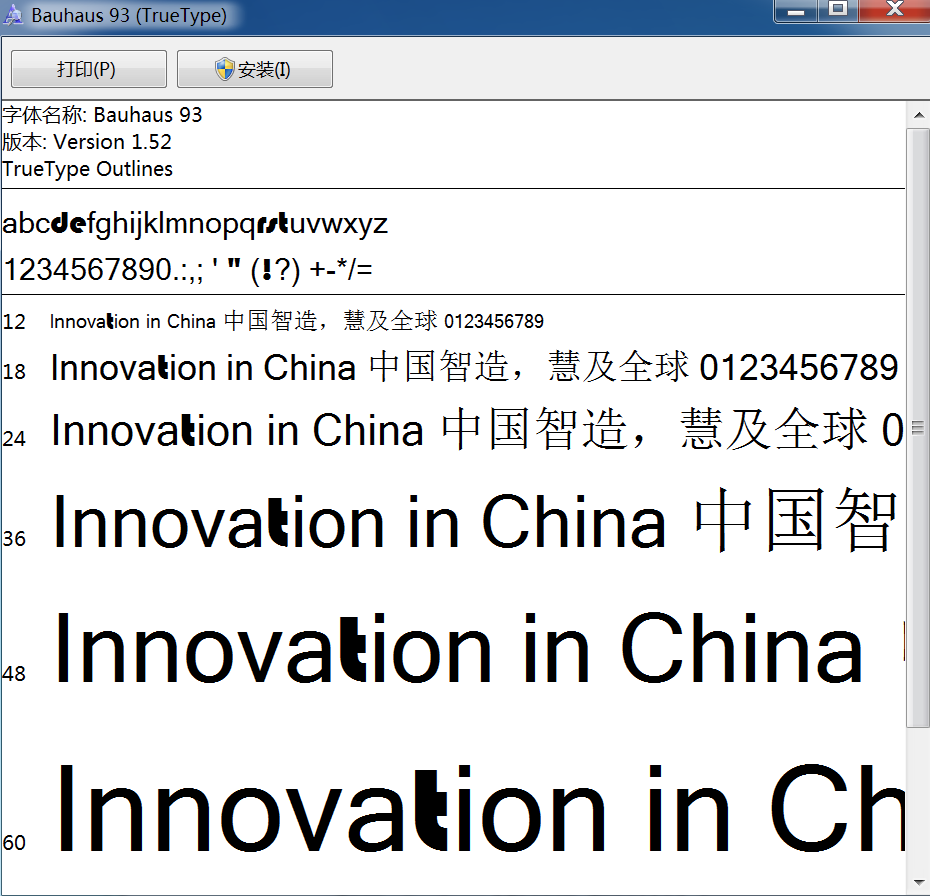 Bauhaus 93 (TrueType)
打印(P) 安装(I)
字体名称: Bauhaus 93
版本: Version 1.52
TrueType Outlines
abcdefghijklmnopqrstuvwxyz
1234567890.:,; ' " (!?) +-*/=
12 Innovation in China 中国智造，慧及全球 0123456789
18 Innovation in China 中国智造，慧及全球 0123456789
24 Innovation in China 中国智造，慧及全球 0
36 Innovation in China 中国智
48 Innovation in China
60 Innovation in Ch